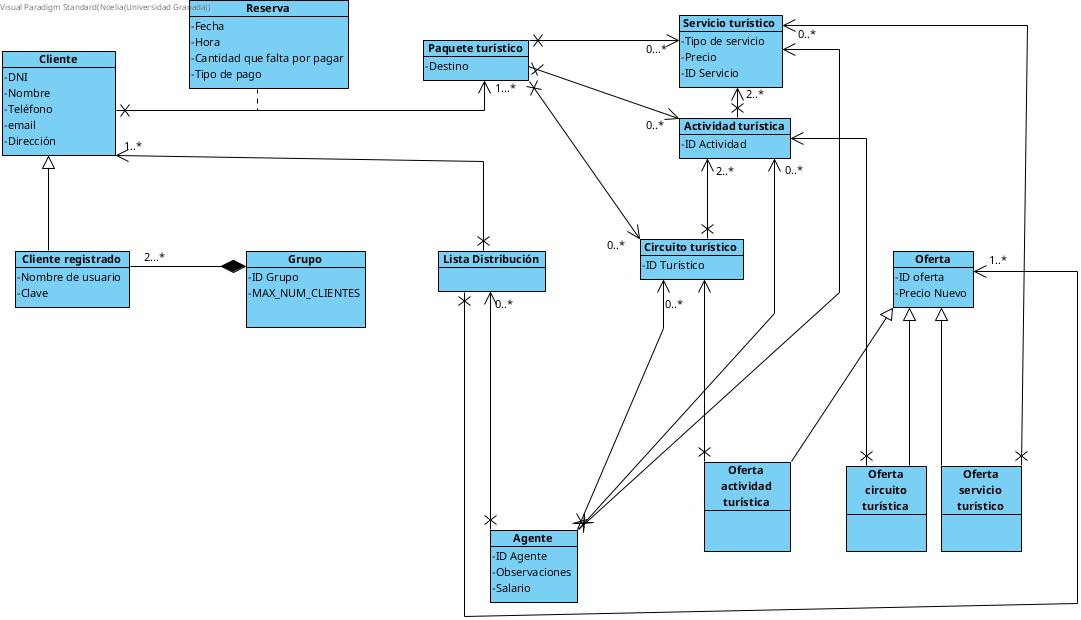 Visual Paradigm Standard(Noelia(Universidad Granada))
Reserva
-Fecha
-Hora
-Cantidad que falta por pagar
-Tipo de pago
Cliente
-DNI
-Nombre
-Teléfono
-email
-Dirección
Paquete turístico
-Destino
Servicio turístico
-Tipo de servicio
-Precio
-ID Servicio
0...*
0..*
1...*
2...*
0..*
Actividad turística
-ID Actividad
1..*
2...*
0..*
Cliente registrado
-Nombre de usuario
-Clave
2...*
Grupo
-ID Grupo
-MAX_NUM_CLIENTES
Lista Distribución
0..*
Circuito turístico
-ID Turístico
0..*
0..*
Oferta
-ID oferta
-Precio Nuevo
1..*
Oferta
actividad
turística
Oferta
circuito
turística
Oferta
servicio
turístico
Agente
-ID Agente
-Observaciones
-Salario